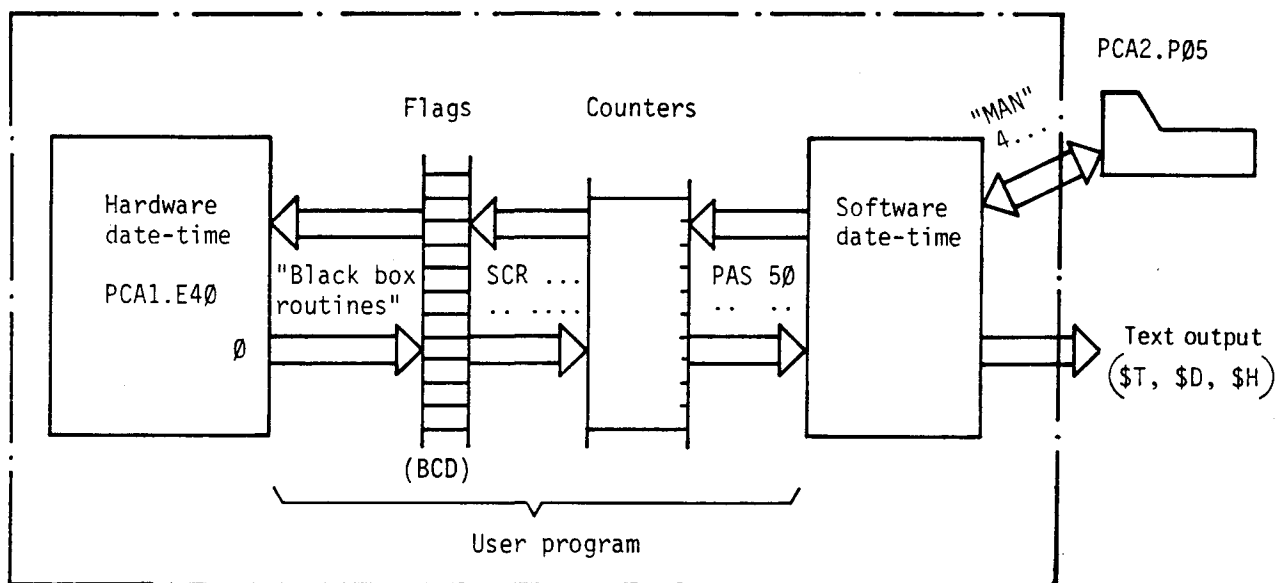 PCA2.PØ5
"MAN"
4...
Flags
Counters
Hardware
date-time
PCA1.E4Ø
Ø
"Black box
routines"
SCR ...
.. ....
PAS 5Ø
.. ..
Software
date-time
Text output
($T, $D, $H)
(BCD)
User program